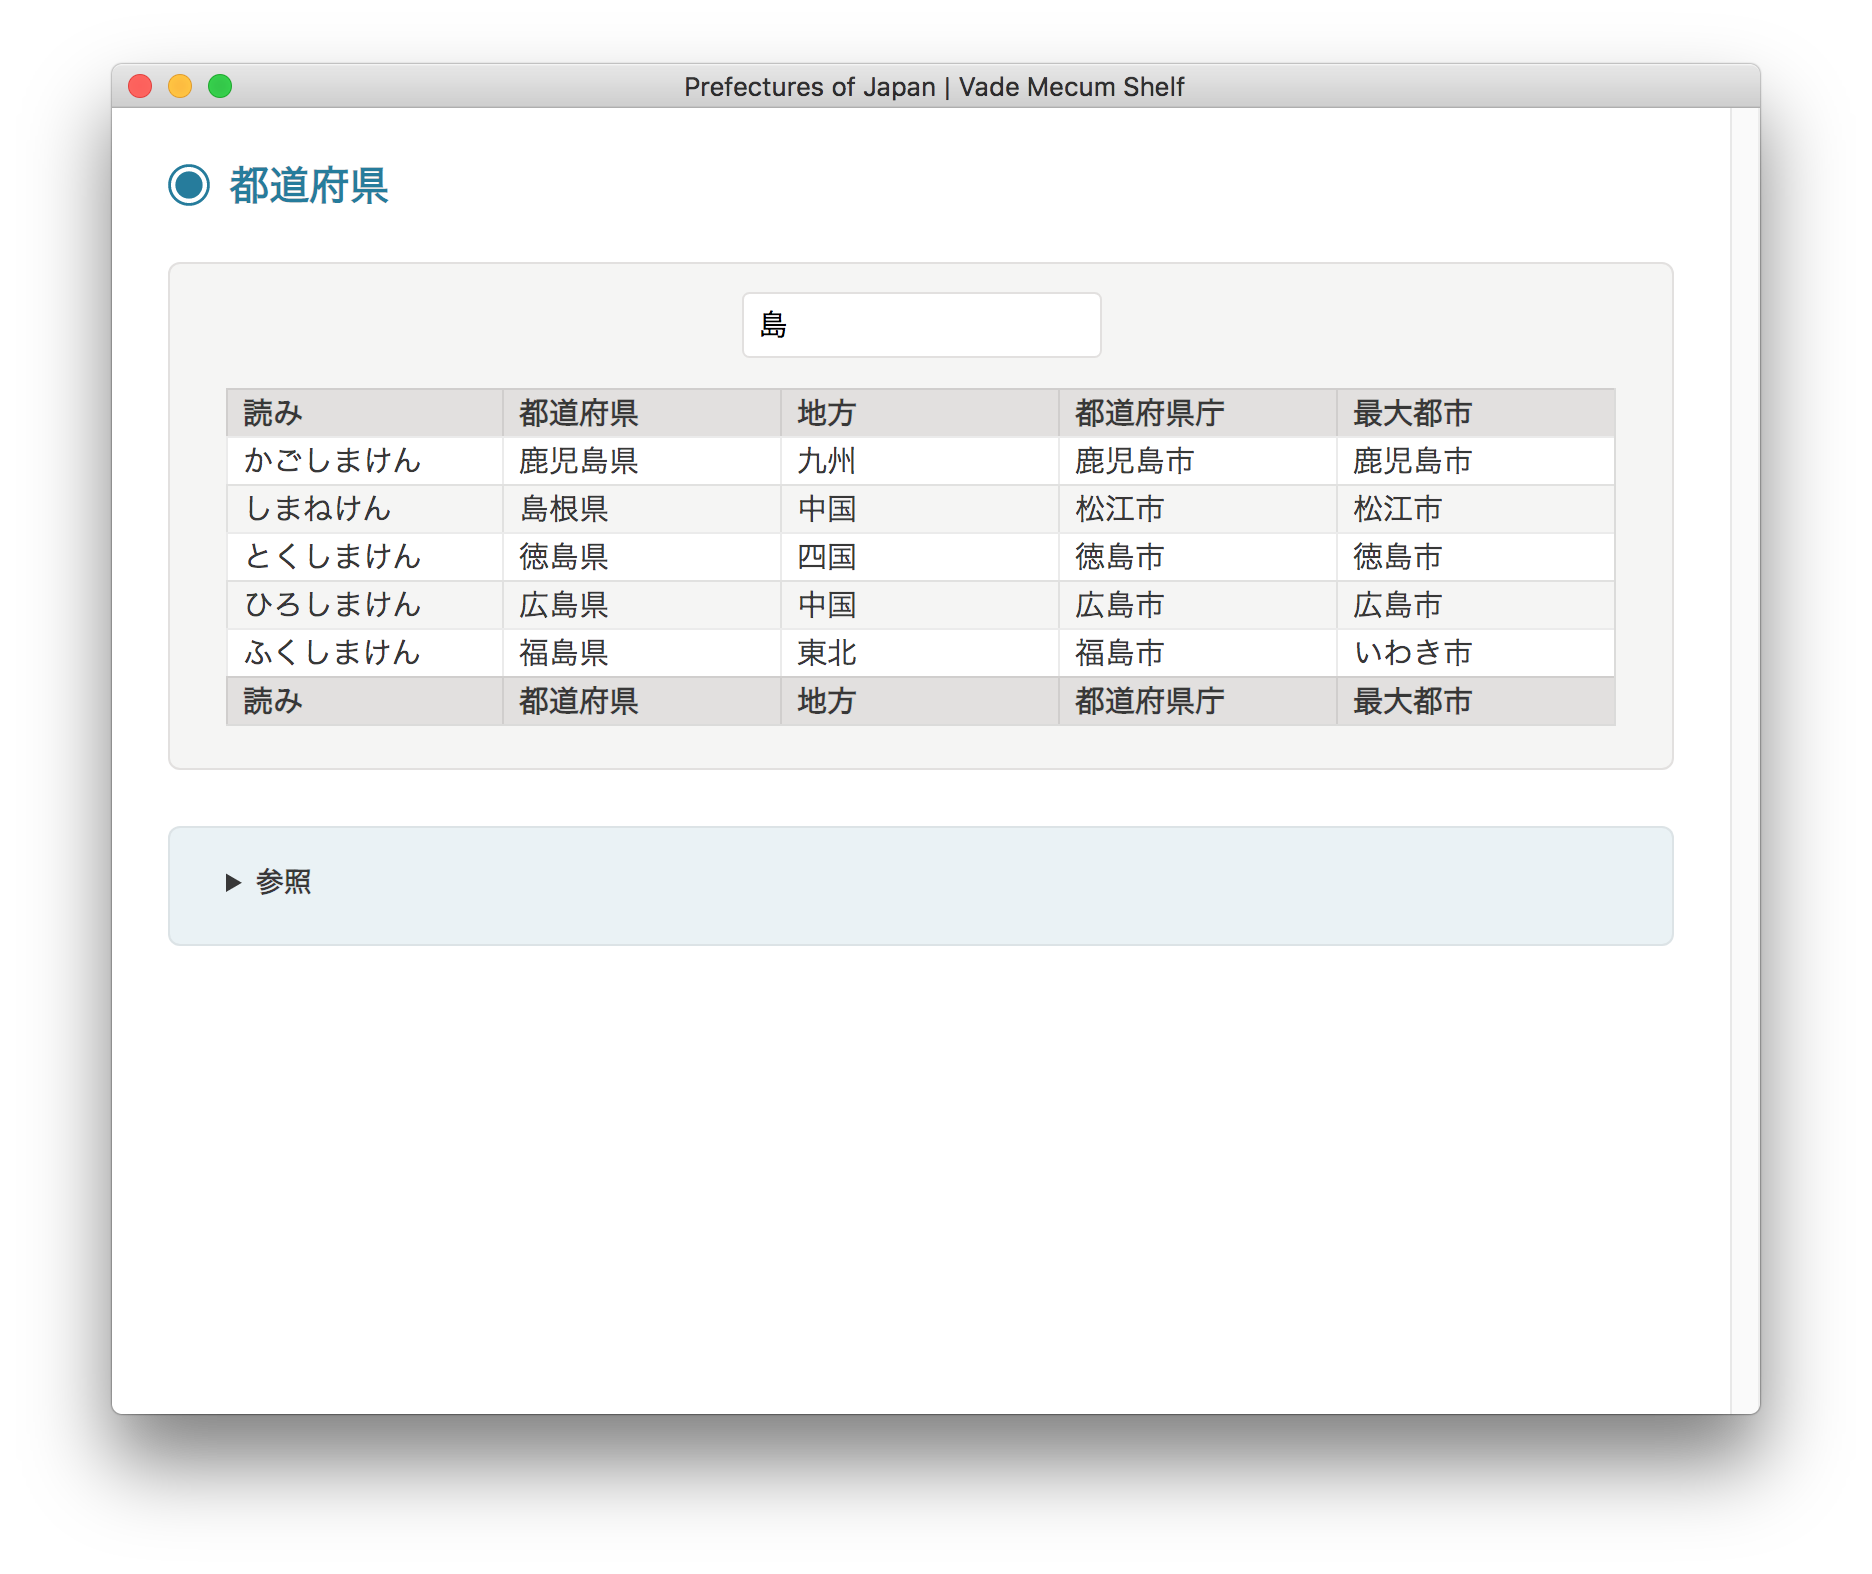 Prefectures of Japan | Vade Mecum Shelf
都道府県
島
読み 都道府県 地方 都道府県庁 最大都市
かごしまけん 鹿児島県 九州 鹿児島市 鹿児島市
しまねけん 島根県 中国 松江市 松江市
とくしまけん 徳島県 四国 徳島市 徳島市
ひろしまけん 広島県 中国 広島市 広島市
ふくしまけん 福島県 東北 福島市 いわき市
読み 都道府県 地方 都道府県庁 最大都市
▶ 参照